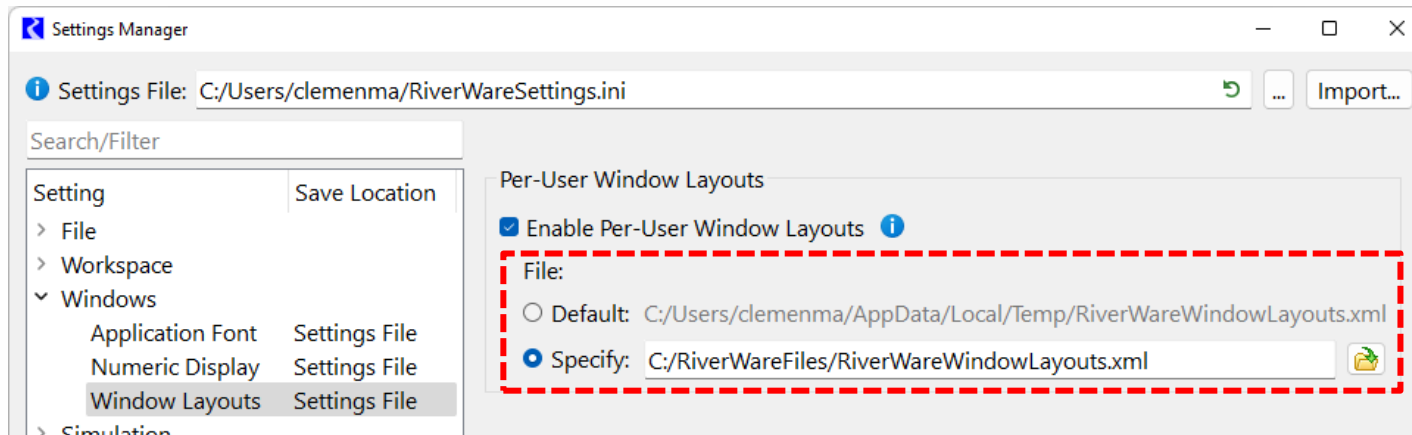 Settings Manager
Settings File: C:/Users/clemenma/RiverWareSettings.ini ... Import...
Search/Filter
Setting Save Location
File
Workspace
Windows
Application Font Settings File
Numeric Display Settings File
Window Layouts Settings File
Simulation
Per-User Window Layouts
Enable Per-User Window Layouts
File:
Default: C:/Users/clemenma/AppData/Local/Temp/RiverWareWindowLayouts.xml
Specify: C:/RiverWareFiles/RiverWareWindowLayouts.xml